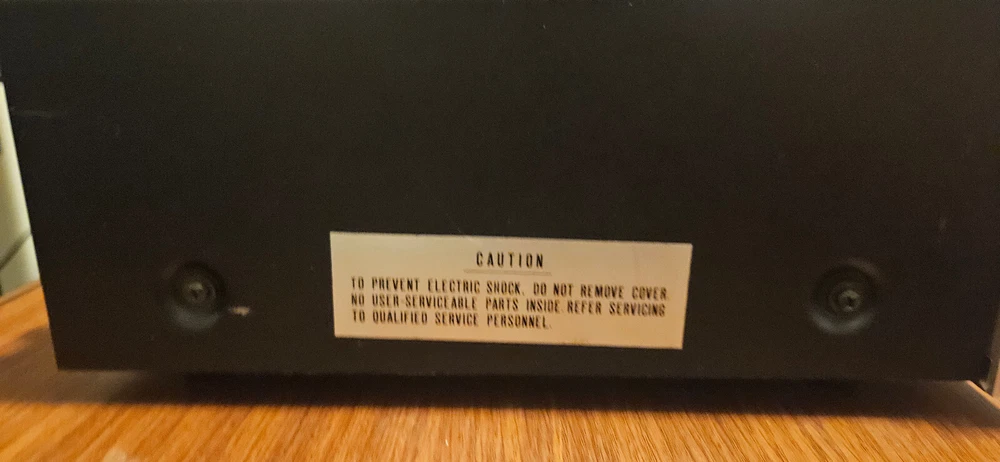 CAUTION
TO PREVENT ELECTRIC SHOCK, DO NOT REMOVE COVER.
NO USER-SERVICEABLE PARTS INSIDE. REFER SERVICING
TO QUALIFIED SERVICE PERSONNEL.